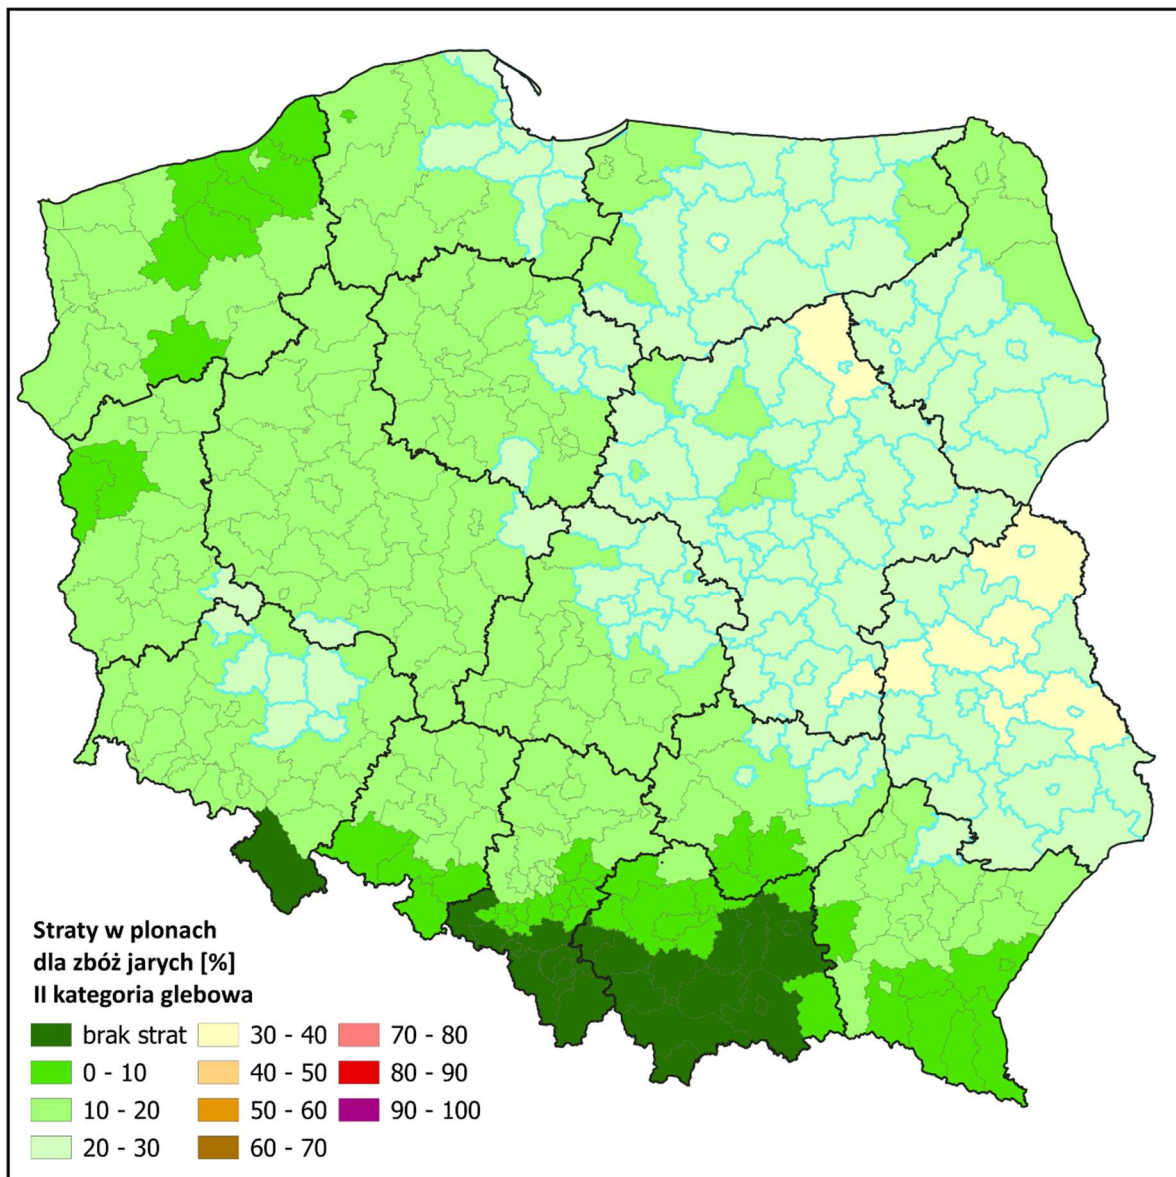 Straty w plonach
dla zbóż jarych [%]
II kategoria glebowa
brak strat
0 - 10
10 - 20
20 - 30
30 - 40
40 - 50
50 - 60
60 - 70
70 - 80
80 - 90
90 - 100